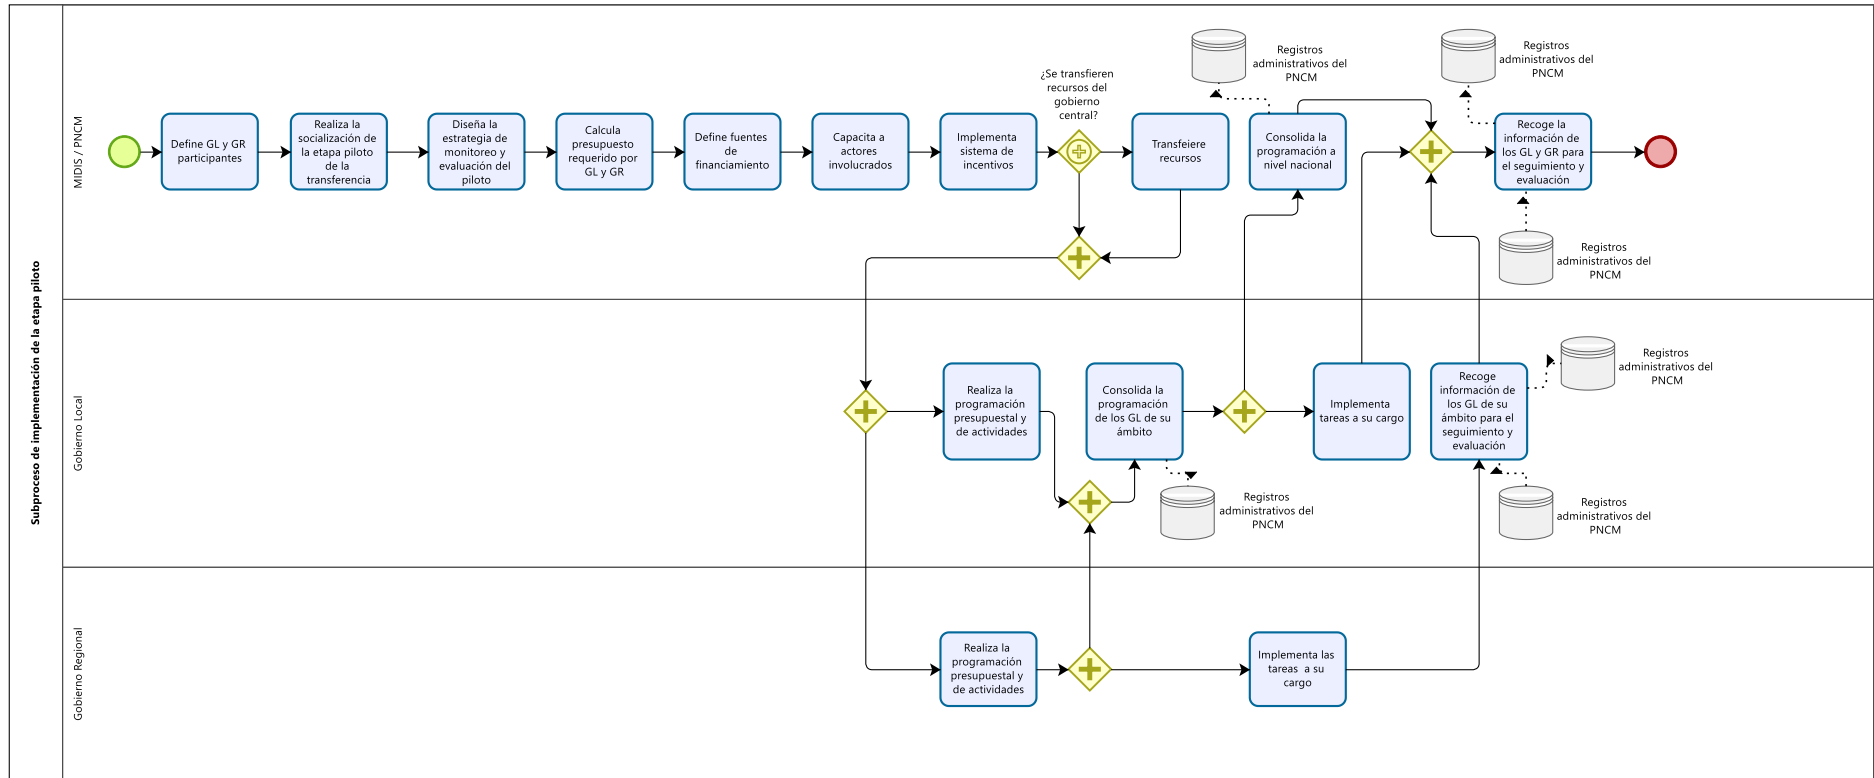 Subproceso de implementación de la etapa piloto
MIDIS / PNCM
Define GL y GR
participantes
Realiza la
socialización de
la etapa piloto
de la
transferencia
Diseña la
estrategia de
monitoreo y
evaluación del
piloto
Calcula
presupuesto
requerido por
GL y GR
Define fuentes
de
financiamiento
Capacita a
actores
involucrados
Implementa
sistema de
incentivos
¿Se transfieren
recursos del
gobierno
central?
Transfeiere
recursos
Registros
administrativos del
PNCM
Consolida la
programación a
nivel nacional
Registros
administrativos del
PNCM
Recoge la
información de
los GL y GR para
el seguimiento y
evaluación
Registros
administrativos del
PNCM
Gobierno Local
Realiza la
programación
presupuestal y
de actividades
Consolida la
programación
de los GL de su
ámbito
Registros
administrativos del
PNCM
Implementa
tareas a su cargo
Recoge
información de
los GL de su
ámbito para el
seguimiento y
evaluación
Registros
administrativos del
PNCM
Registros
administrativos del
PNCM
Gobierno Regional
Realiza la
programación
presupuestal y
de actividades
Implementa las
tareas a su
cargo